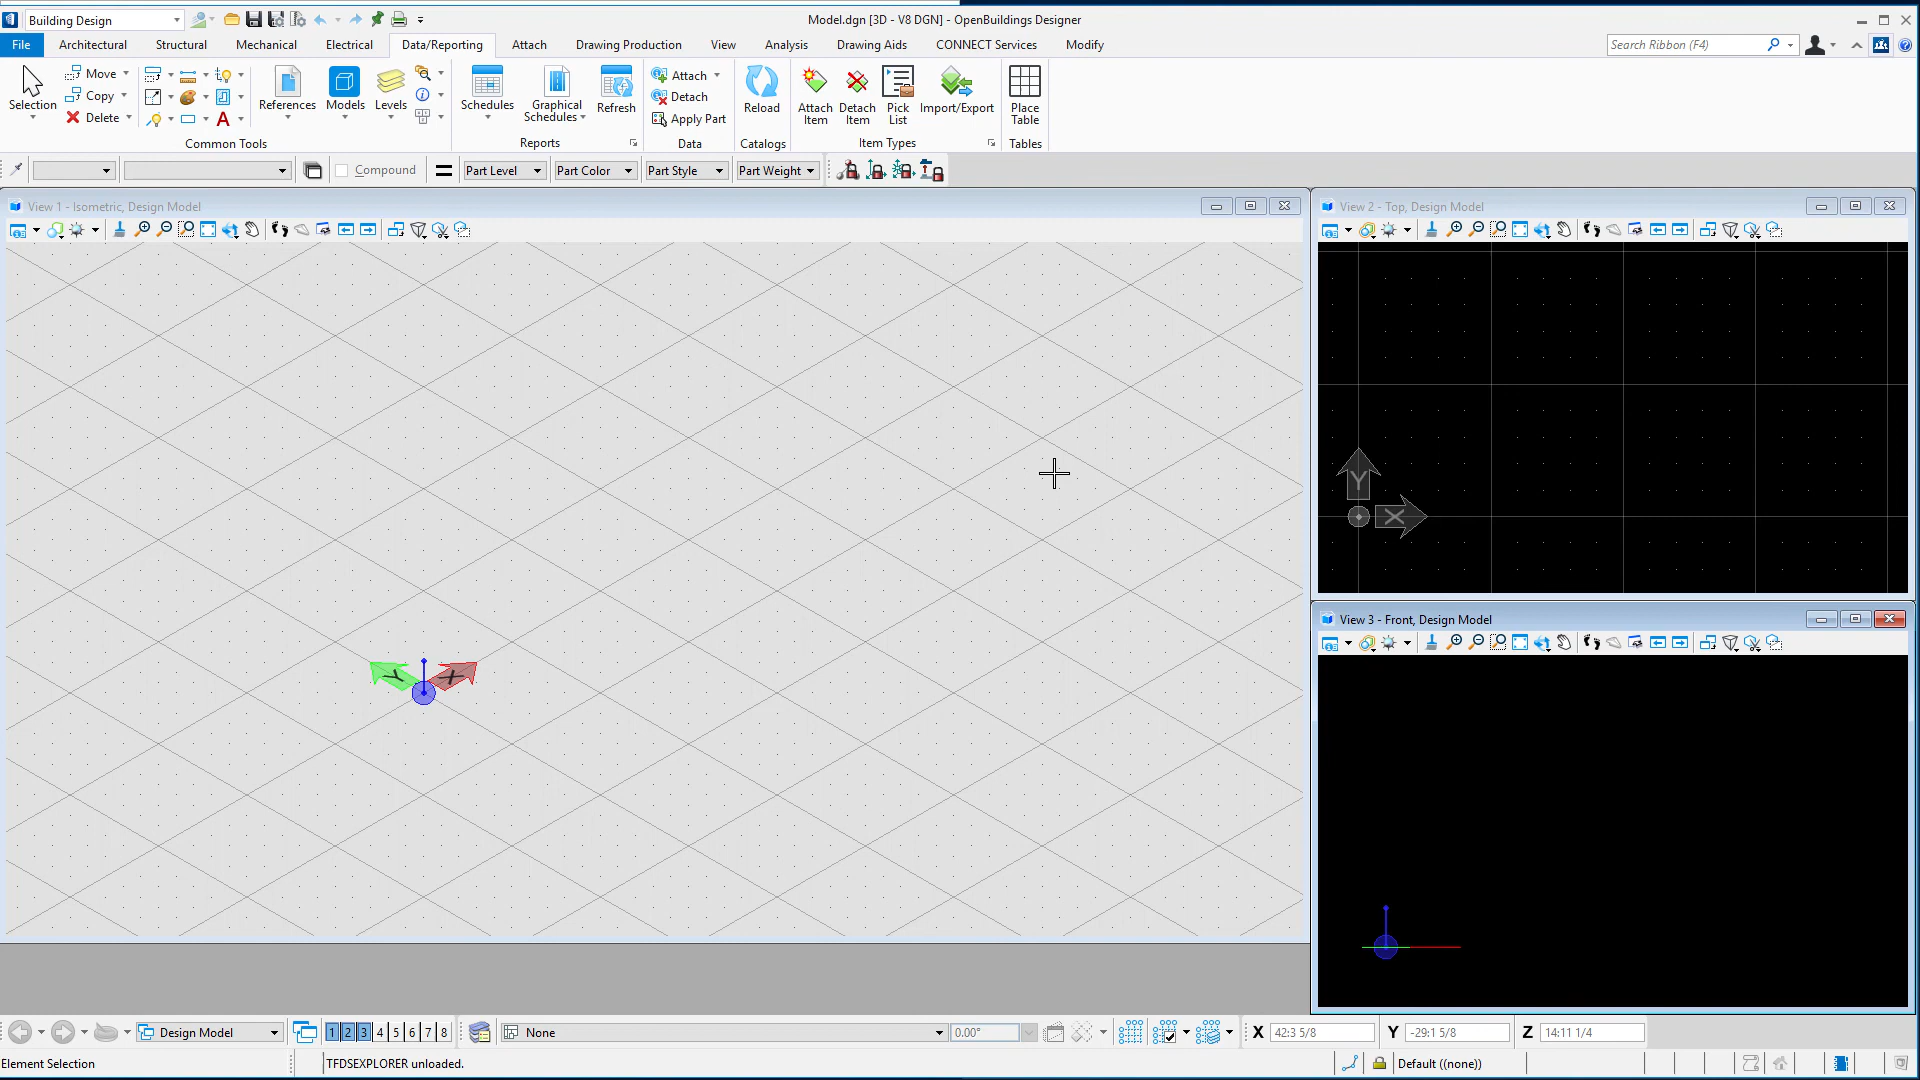 Building Design
Model.dgn [3D - V8 DGN] - OpenBuildings Designer
File
Architectural
Structural
Mechanical
Electrical
Data/Reporting
Attach
Drawing Production
View
Analysis
Drawing Aids
CONNECT Services
Modify
Search Ribbon (F4)
Selection
Move
Copy
Delete
A
References
Models
Levels
Schedules
Graphical
Schedules
Refresh
Attach
Detach
Apply Part
Reload
Attach
Item
Detach
Item
Pick
List
Import/Export
Place
Table
Common Tools
Reports
Data
Catalogs
Item Types
Tables
Compound
Part Level
Part Color
Part Style
Part Weight
View 1 - Isometric, Design Model
View 2 - Top, Design Model
Y
X
View 3 - Front, Design Model
Y
X
Design Model
1 2 3 4 5 6 7 8
None
0.00°
X 42:3 5/8
Y -29:1 5/8
Z 14:11 1/4
Element Selection
TFDSEXPLORER unloaded.
Default ((none))